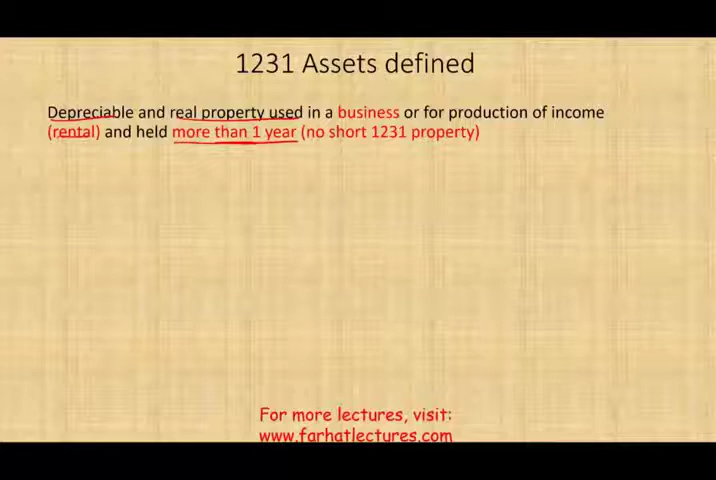 1231 Assets defined
Depreciable and real property used in a business or for production of income
(rental) and held more than 1 year (no short 1231 property)
For more lectures, visit:
www.farhatlectures.com